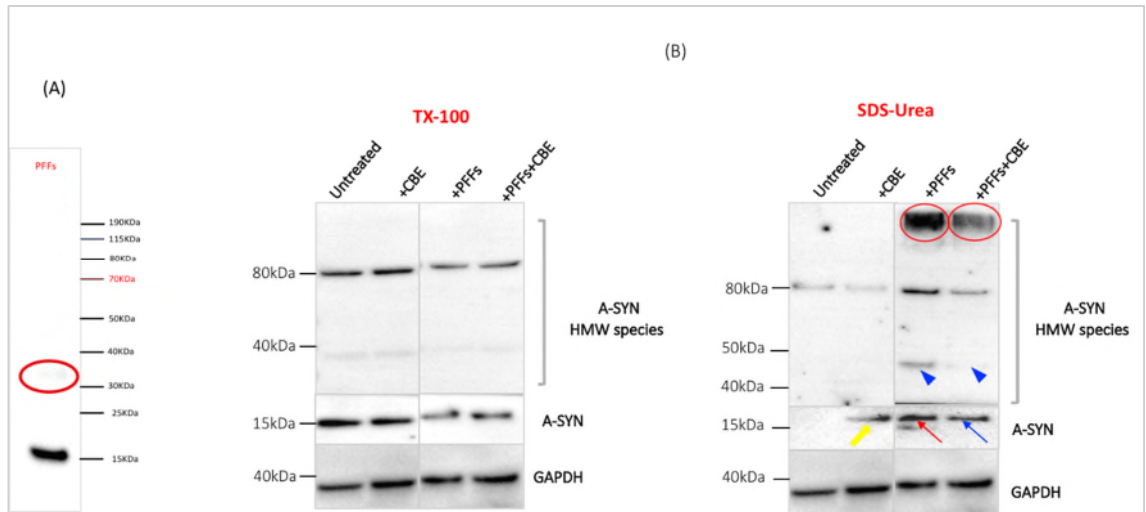 (A)
PFFs
190KDa
115KDa
80KDa
70KDa
50KDa
40KDa
30KDa
25KDa
15KDa
(B)
TX-100
Untreated
+CBE
+PFFs
+PFFs+CBE
80kDa
40kDa
15kDa
40kDa
A-SYN
HMW species
A-SYN
GAPDH
SDS-Urea
Untreated
+CBE
+PFFs
+PFFs+CBE
80kDa
50kDa
40kDa
15kDa
40kDa
A-SYN
HMW species
A-SYN
GAPDH